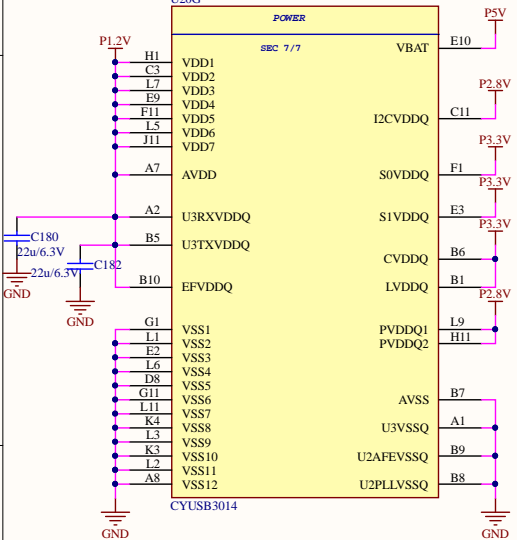 U20G
POWER
SEC 7/7
P1.2V
P5V
H1 VDD1
C3 VDD2
L7 VDD3
E9 VDD4
F11 VDD5
L5 VDD6
J11 VDD7
A7 AVDD
A2 U3RXVDDQ
B5 U3TXVDDQ
B10 EFVDDQ
C180
22u/6.3V
GND
C182
22u/6.3V
GND
G1 VSS1
L1 VSS2
E2 VSS3
L6 VSS4
D8 VSS5
G11 VSS6
L11 VSS7
K4 VSS8
L3 VSS9
K3 VSS10
L2 VSS11
A8 VSS12
GND
VBAT E10
P2.8V
I2CVDDQ C11
P3.3V
S0VDDQ F1
P3.3V
S1VDDQ E3
P3.3V
CVDDQ B6
LVDDQ B1
P2.8V
PVDDQ1 L9
PVDDQ2 H11
AVSS B7
U3VSSQ A1
U2AFEVSSQ B9
U2PLLVSSQ B8
GND
CYUSB3014